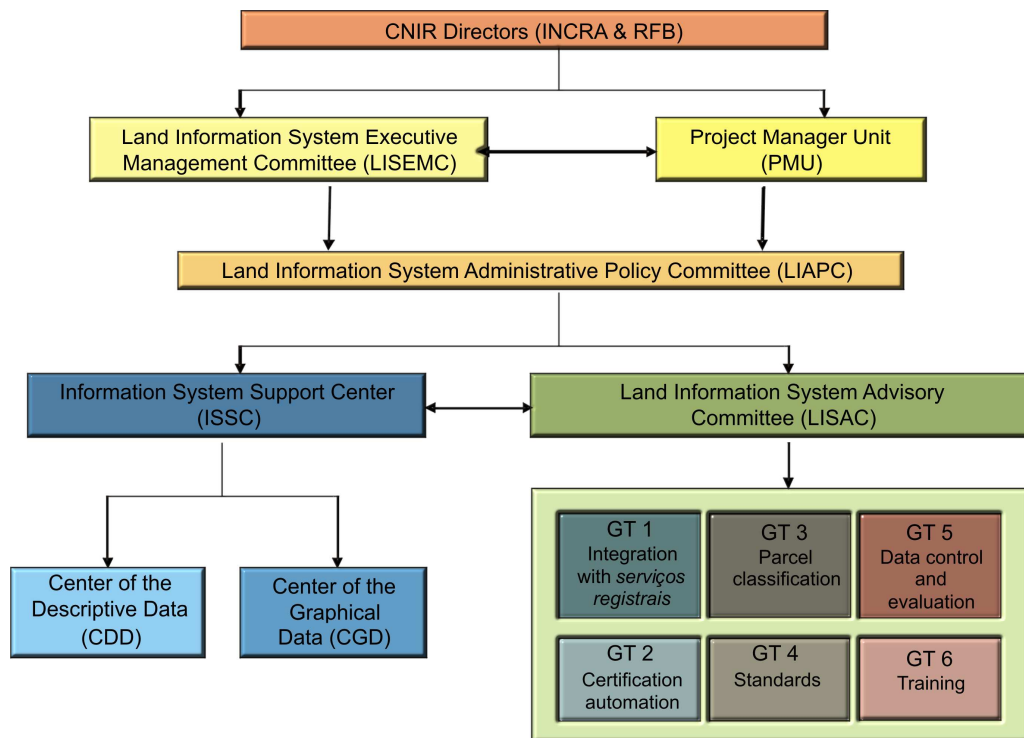 CNIR Directors (INCRA & RFB)
Land Information System Executive
Management Committee (LISEMC)
Project Manager Unit
(PMU)
Land Information System Administrative Policy Committee (LIAPC)
Information System Support Center
(ISSC)
Land Information System Advisory
Committee (LISAC)
Center of the
Descriptive Data
(CDD)
Center of the
Graphical
Data (CGD)
GT 1
Integration
with serviços
registrais
GT 3
Parcel
classification
GT 5
Data control
and
evaluation
GT 2
Certification
automation
GT 4
Standards
GT 6
Training